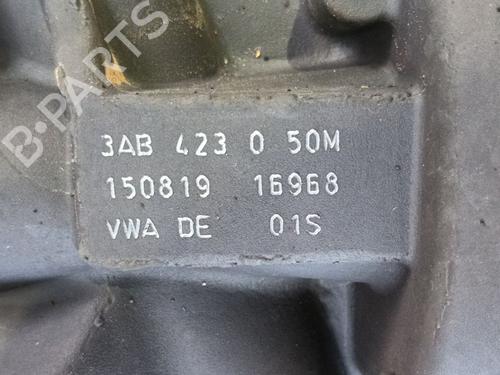 B-PARTS
3AB 423 0 50M
150819 16968
VWA DE 01S